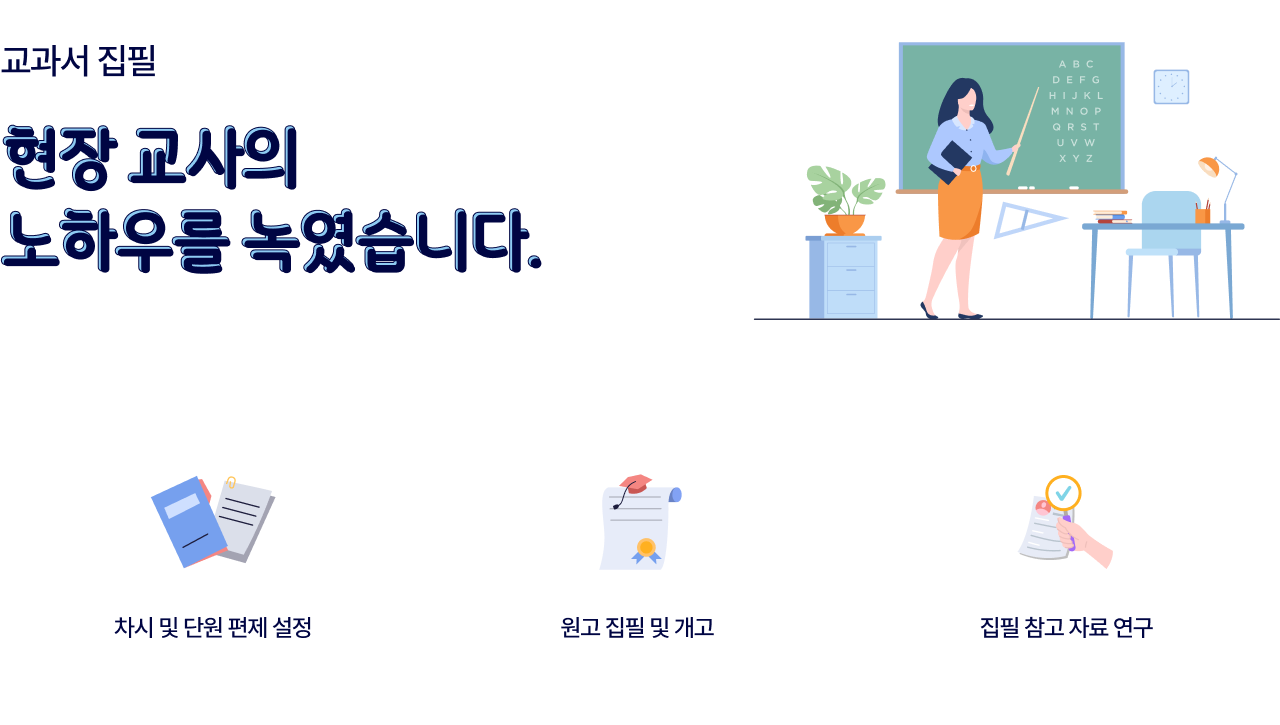 교과서 집필
현장 교사의
노하우를 녹였습니다.
A B C
D E F G
H I J K L
M N O P
Q R S T
U V W
X Y Z
차시 및 단원 편제 설정
원고 집필 및 개고
집필 참고 자료 연구